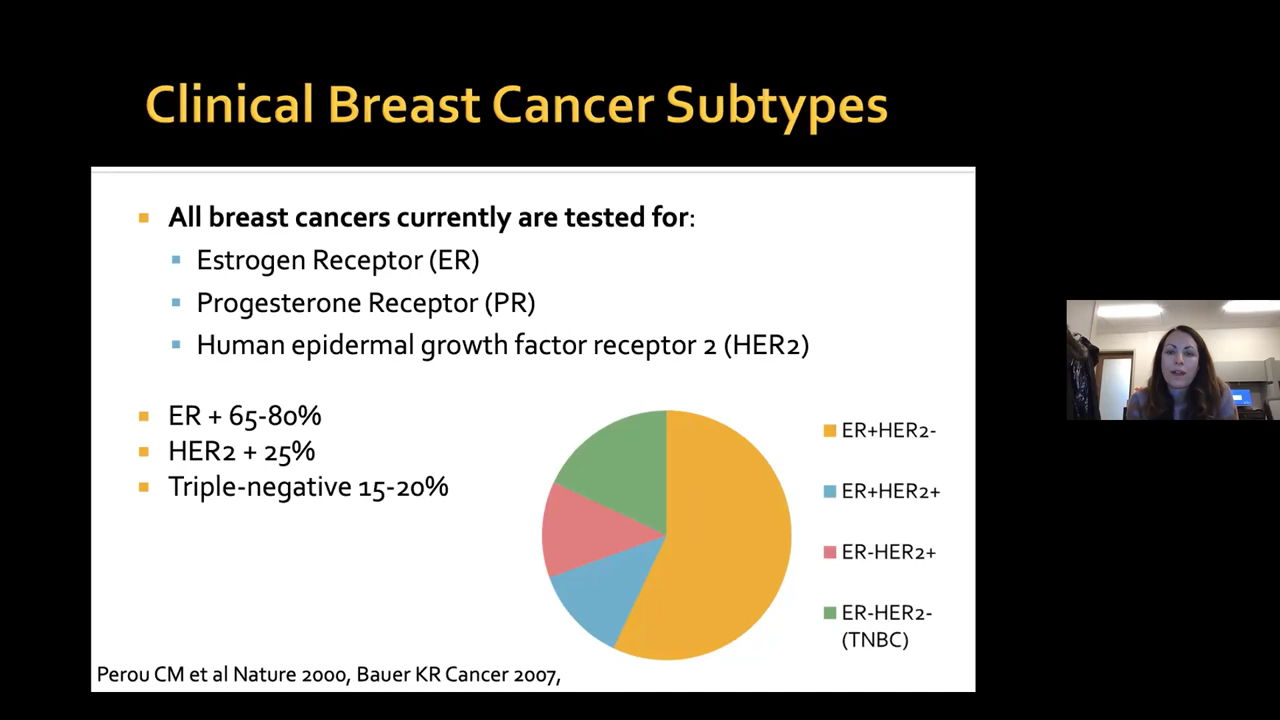 Clinical Breast Cancer Subtypes
All breast cancers currently are tested for:
Estrogen Receptor (ER)
Progesterone Receptor (PR)
Human epidermal growth factor receptor 2 (HER2)
ER + 65-80%
HER2 + 25%
Triple-negative 15-20%
ER+HER2-
ER+HER2+
ER-HER2+
ER-HER2-
(TNBC)
Perou CM et al Nature 2000, Bauer KR Cancer 2007,